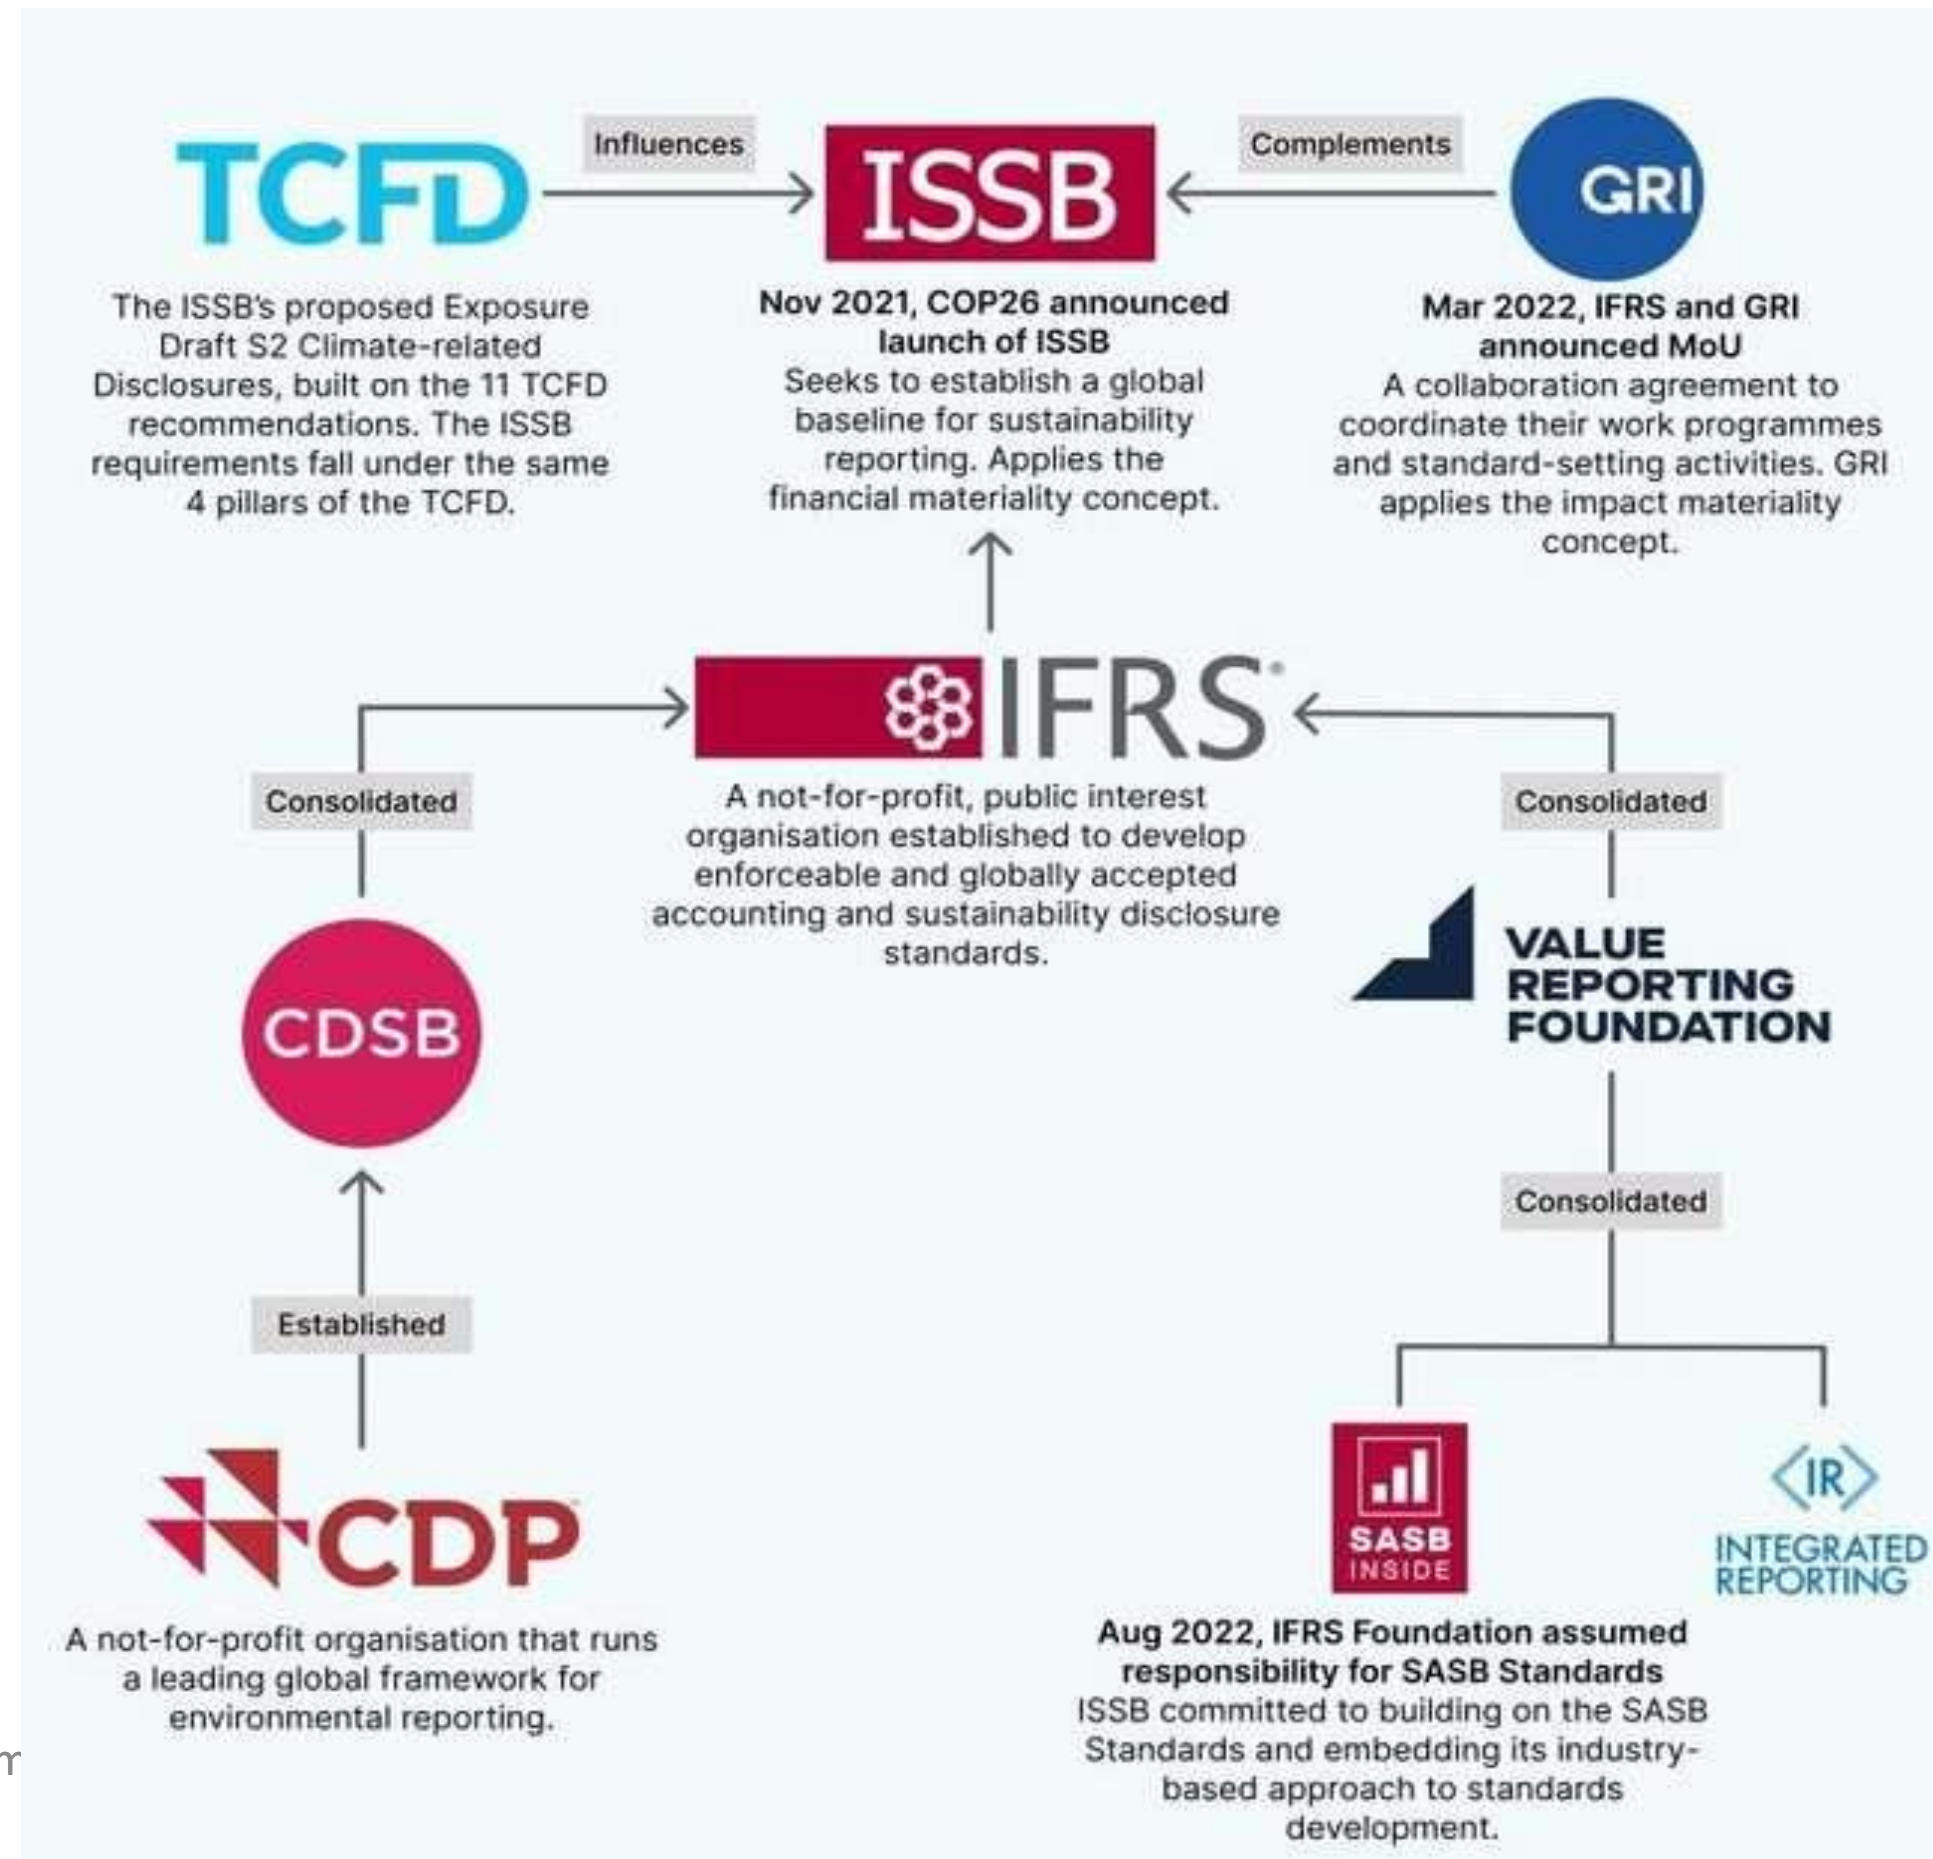 TCFD
Influences
ISSB
Complements
GRI
The ISSB's proposed Exposure
Draft S2 Climate-related
Disclosures, built on the 11 TCFD
recommendations. The ISSB
requirements fall under the same
4 pillars of the TCFD.
Nov 2021, COP26 announced
launch of ISSB
Seeks to establish a global
baseline for sustainability
reporting. Applies the
financial materiality concept.
Mar 2022, IFRS and GRI
announced MoU
A collaboration agreement to
coordinate their work programmes
and standard-setting activities. GRI
applies the impact materiality
concept.
IFRS®
A not-for-profit, public interest
organisation established to develop
enforceable and globally accepted
accounting and sustainability disclosure
standards.
Consolidated
CDSB
Established
CDP
A not-for-profit organisation that runs
a leading global framework for
environmental reporting.
Consolidated
VALUE
REPORTING
FOUNDATION
Consolidated
SASB
INSIDE
IR
INTEGRATED
REPORTING
Aug 2022, IFRS Foundation assumed
responsibility for SASB Standards
ISSB committed to building on the SASB
Standards and embedding its industry-
based approach to standards
development.